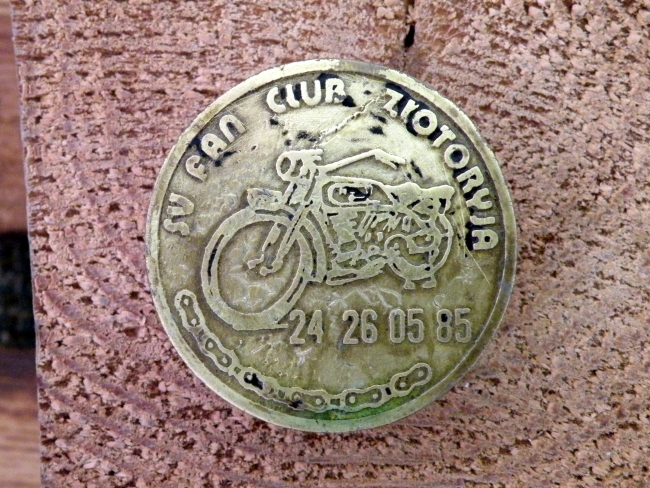 SV FAN CLUB ZŁOTORYJA
24 26 05 85